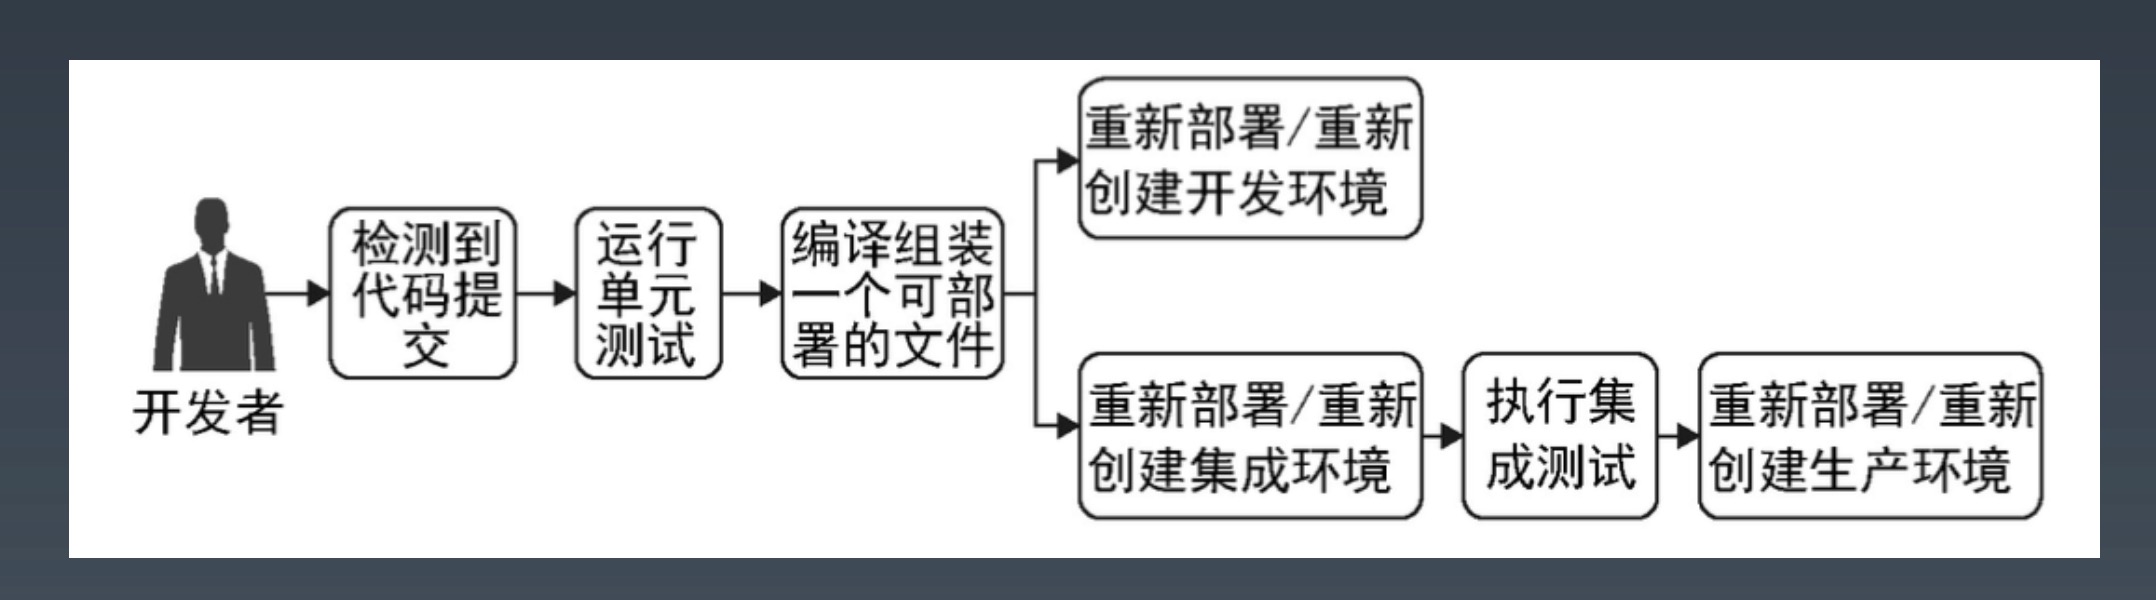 开发者
检测到
代码提
交
运行
单元
测试
编译组装
一个可部
署的文件
重新部署/重新
创建开发环境
重新部署/重新
创建集成环境
执行集
成测试
重新部署/重新
创建生产环境